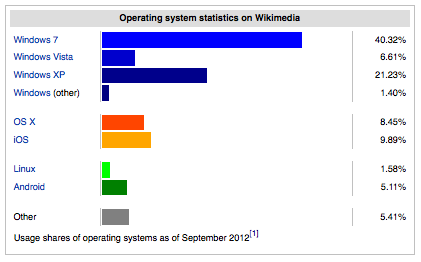 Operating system statistics on Wikimedia
Windows 7 40.32%
Windows Vista 6.61%
Windows XP 21.23%
Windows (other) 1.40%
OS X 8.45%
iOS 9.89%
Linux 1.58%
Android 5.11%
Other 5.41%
Usage shares of operating systems as of September 2012[1]